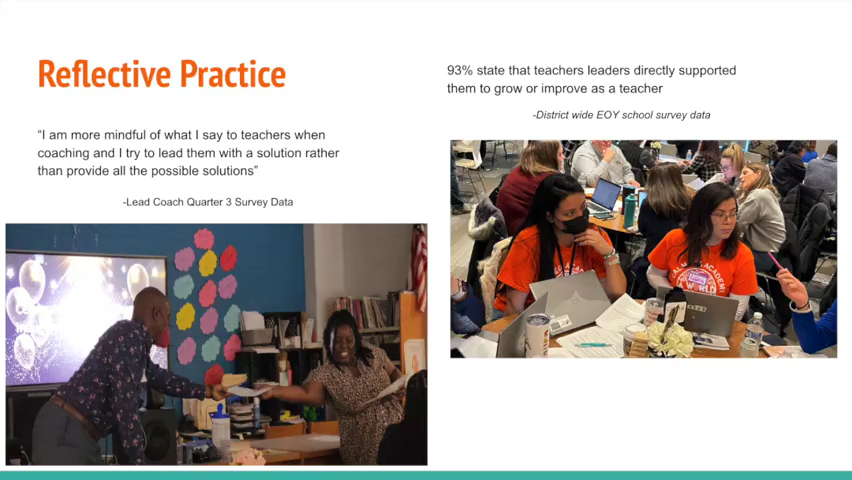 Reflective Practice
“I am more mindful of what I say to teachers when
coaching and I try to lead them with a solution rather
than provide all the possible solutions”
-Lead Coach Quarter 3 Survey Data
93% state that teachers leaders directly supported
them to grow or improve as a teacher
-District wide EOY school survey data
WORLD